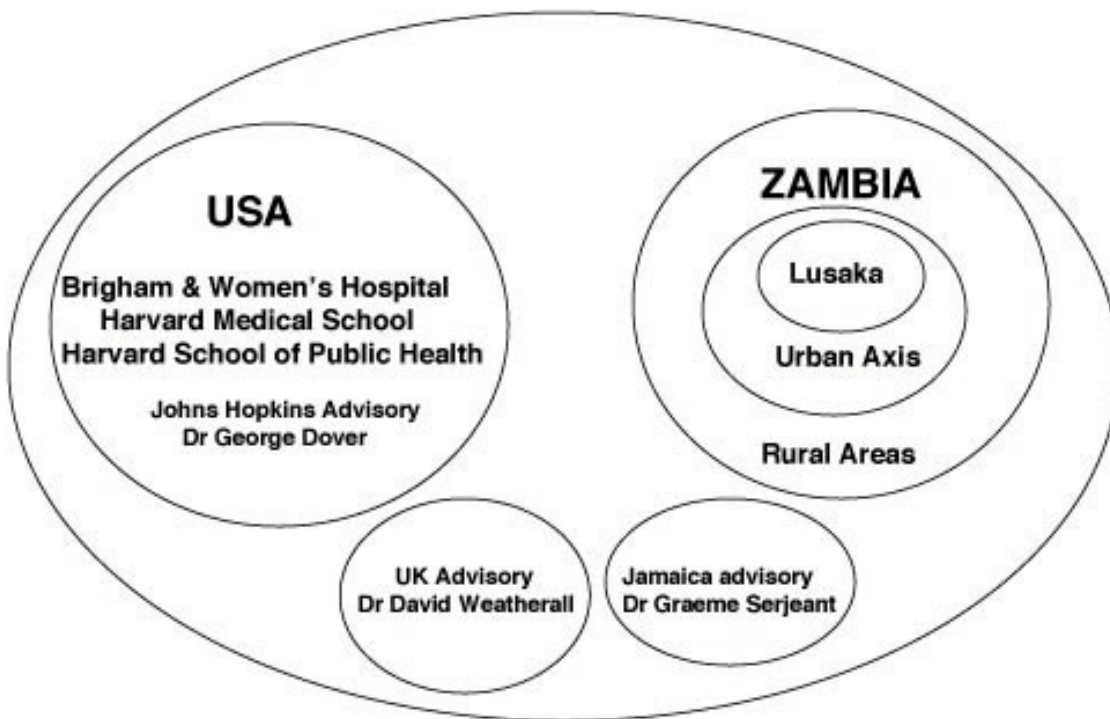 USA
Brigham & Women's Hospital
Harvard Medical School
Harvard School of Public Health
Johns Hopkins Advisory
Dr George Dover
ZAMBIA
Lusaka
Urban Axis
Rural Areas
UK Advisory
Dr David Weatherall
Jamaica advisory
Dr Graeme Serjeant